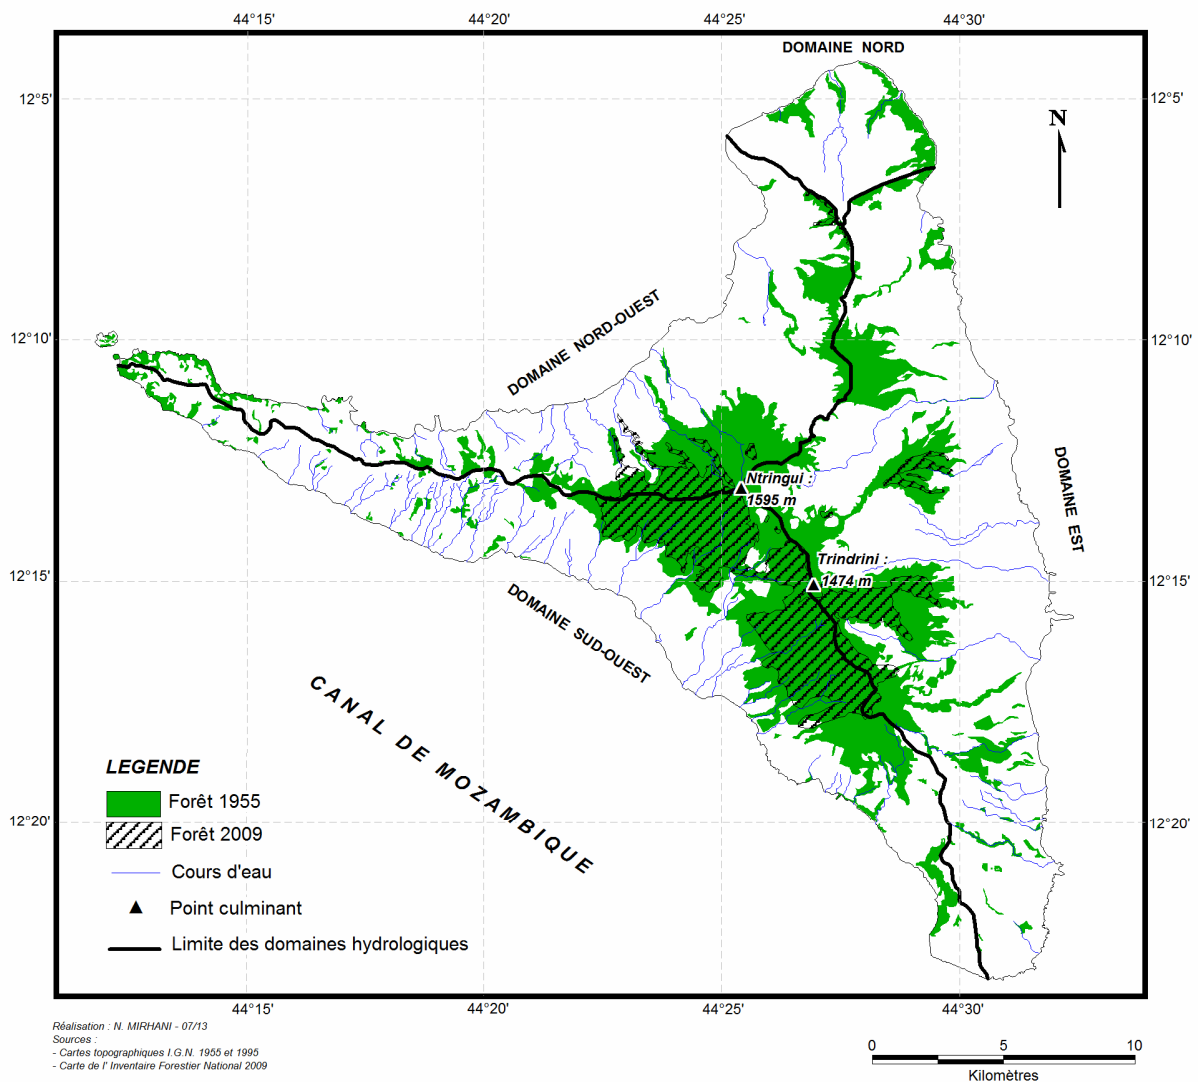 44°15'
44°20'
44°25'
44°30'
DOMAINE NORD
12°5'
12°5'
N
DOMAINE NORD-OUEST
12°10'
12°10'
Ntringui :
1595 m
DOMAINE EST
Trindrini :
1474 m
12°15'
12°15'
DOMAINE SUD-OUEST
CANAL DE MOZAMBIQUE
LEGENDE
Forêt 1955
Forêt 2009
12°20'
12°20'
Cours d'eau
Point culminant
Limite des domaines hydrologiques
44°15'
44°20'
44°25'
44°30'
Réalisation : N. MIRHANI - 07/13
Sources :
- Cartes topographiques I.G.N. 1955 et 1995
- Carte de l' Inventaire Forestier National 2009
0 5 10
Kilomètres